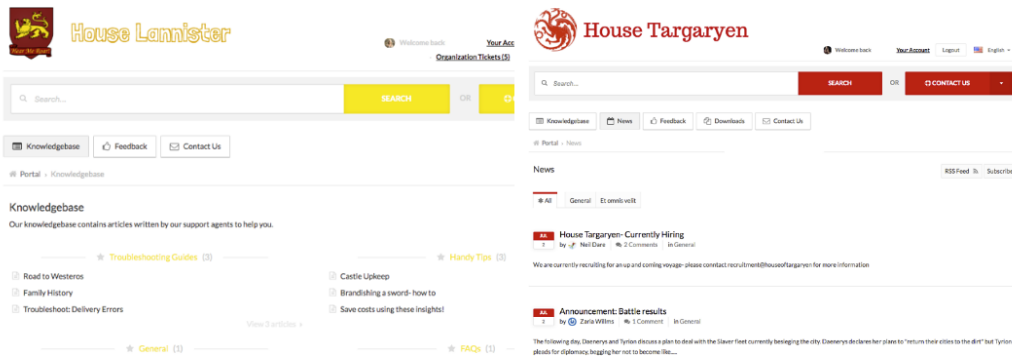 Hear Me Roar!
House Lannister
Welcome back
Your Acc
Organization Tickets (5)
Search...
SEARCH
OR
Knowledgebase
Feedback
Contact Us
Portal › Knowledgebase
Knowledgebase
Our knowledgebase contains articles written by our support agents to help you.
Troubleshooting Guides (3)
Handy Tips (3)
Road to Westeros
Castle Upkeep
Family History
Brandishing a sword- how to
Troubleshoot: Delivery Errors
Save costs using these insights!
View 3 articles ›
General (1)
FAQs (1)
House Targaryen
Welcome back
Your Account
Logout
English
Search...
SEARCH
OR
CONTACT US
Knowledgebase
News
Feedback
Downloads
Contact Us
Portal › News
News
RSS Feed
Subscribe
All
General
Et omnis velit
JUL
2
House Targaryen- Currently Hiring
by Neil Dare
2 Comments
in General
We are currently recruiting for an up and coming voyage- please conntact recruitment@houseoftargaryen for more information
JUL
2
Announcement: Battle results
by Zaria Willms
1 Comment
in General
The following day, Daenerys and Tyrion discuss a plan to deal with the Slaver fleet currently besieging the city. Daenerys declares her plans to "return their cities to the dirt" but Tyrion
pleads for diplomacy, begging her not to become like....